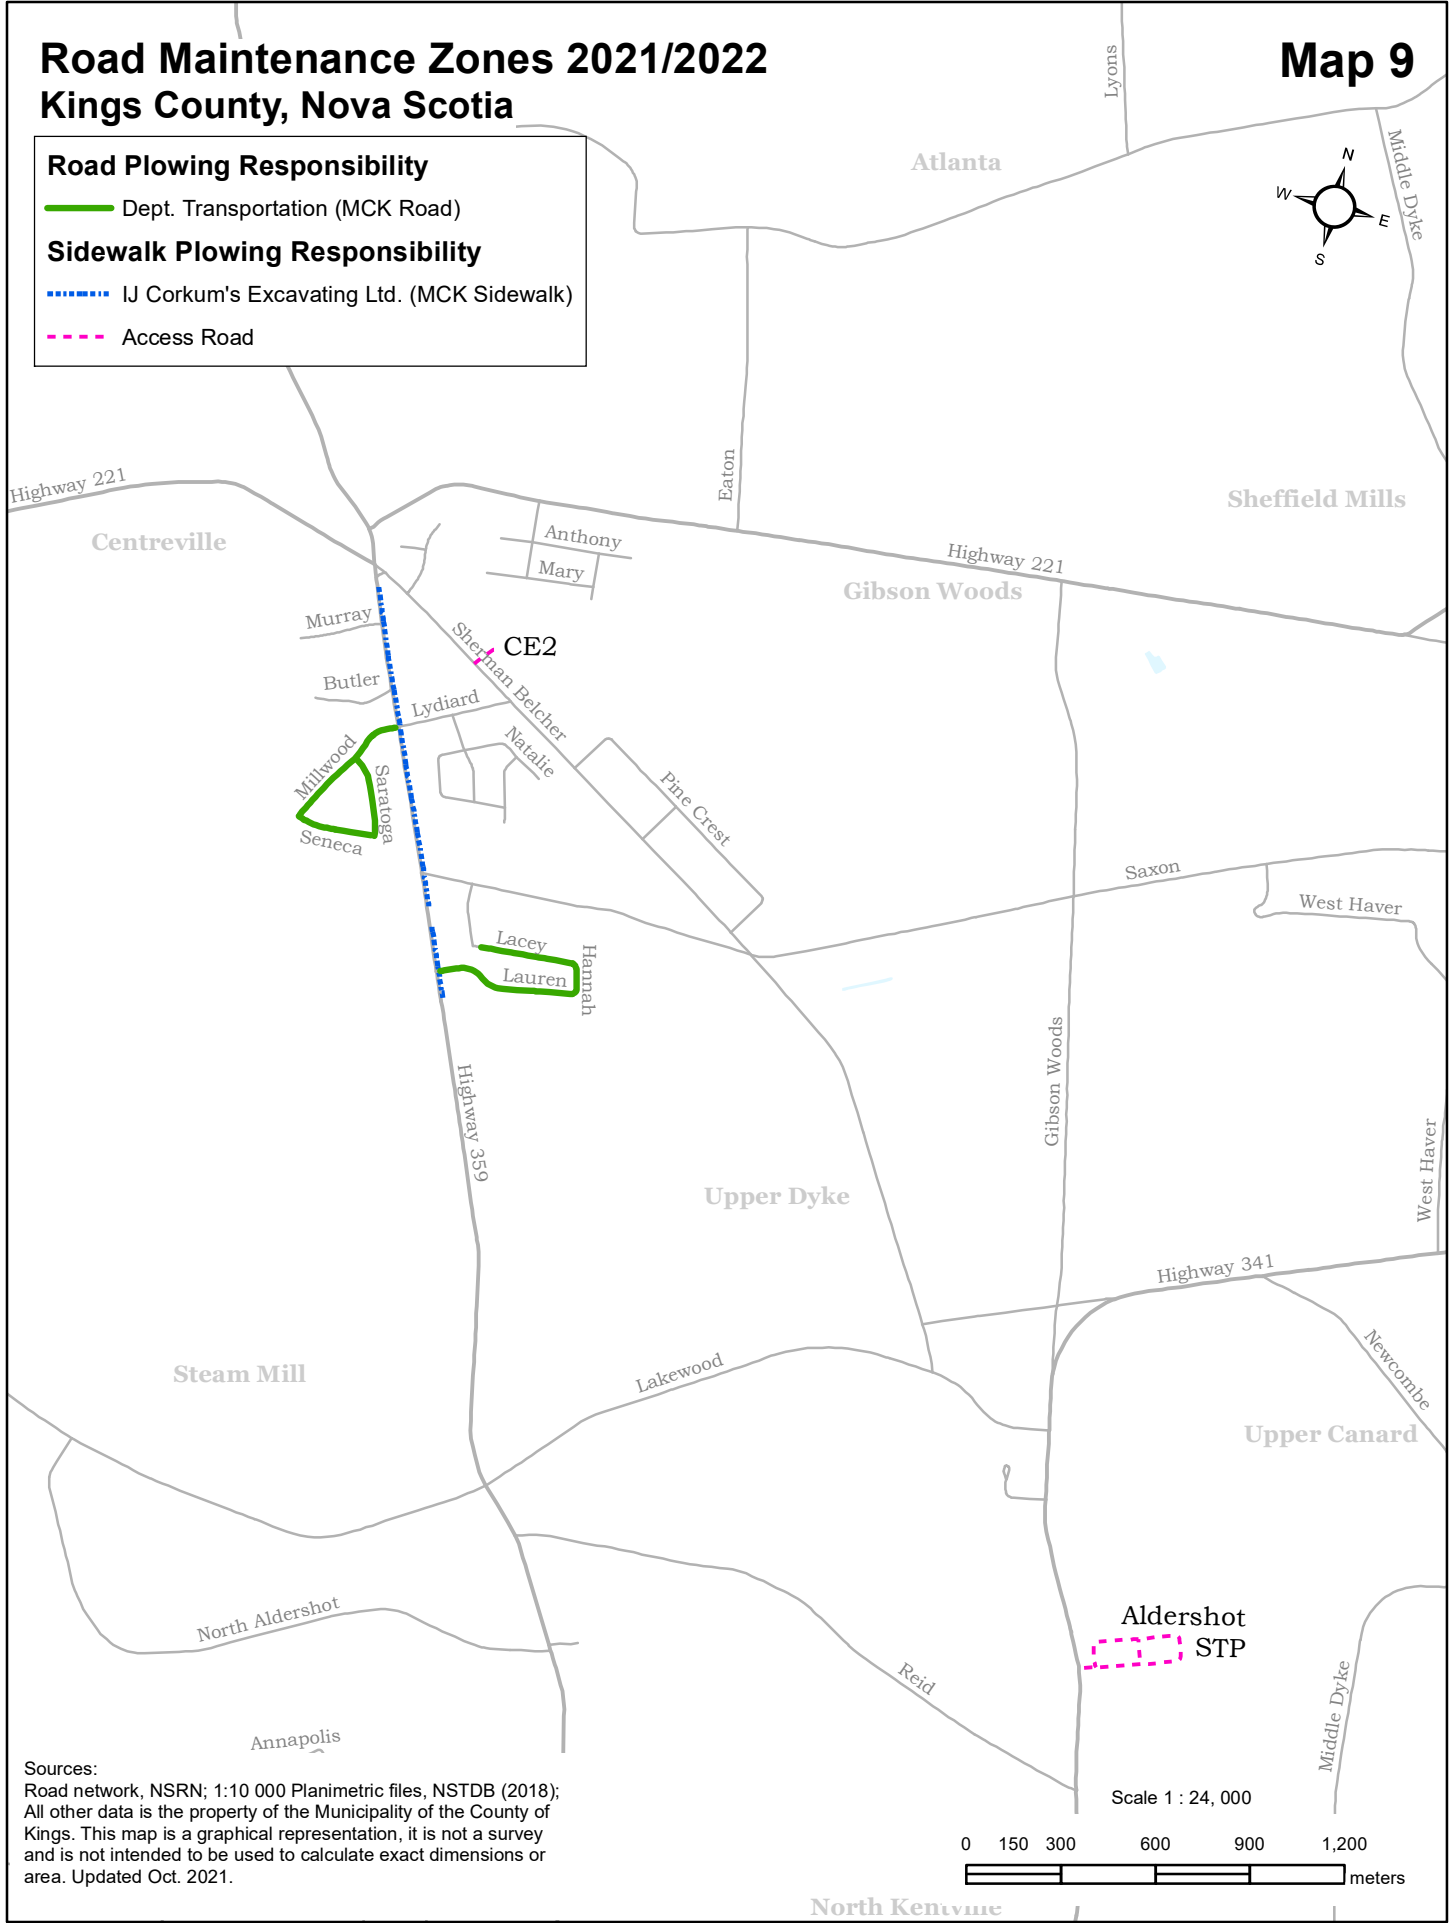 Road Maintenance Zones 2021/2022
Kings County, Nova Scotia
Map 9
Road Plowing Responsibility
Dept. Transportation (MCK Road)
Sidewalk Plowing Responsibility
IJ Corkum's Excavating Ltd. (MCK Sidewalk)
Access Road
Lyons
Atlanta
Middle Dyke
N
W
E
S
Highway 221
Centreville
Eaton
Sheffield Mills
Anthony
Mary
Highway 221
Gibson Woods
Murray
Sherman Belcher
CE2
Butler
Lydiard
Natalie
Millwood
Saratoga
Seneca
Pine Crest
Saxon
West Haver
Lacey
Lauren
Hannah
Gibson Woods
Highway 359
West Haver
Upper Dyke
Highway 341
Steam Mill
Lakewood
Newcombe
Upper Canard
North Aldershot
Aldershot
STP
Reid
Middle Dyke
Annapolis
Sources:
Road network, NSRN; 1:10 000 Planimetric files, NSTDB (2018);
All other data is the property of the Municipality of the County of
Kings. This map is a graphical representation, it is not a survey
and is not intended to be used to calculate exact dimensions or
area. Updated Oct. 2021.
Scale 1 : 24, 000
0 150 300 600 900 1,200
meters
North Kentville